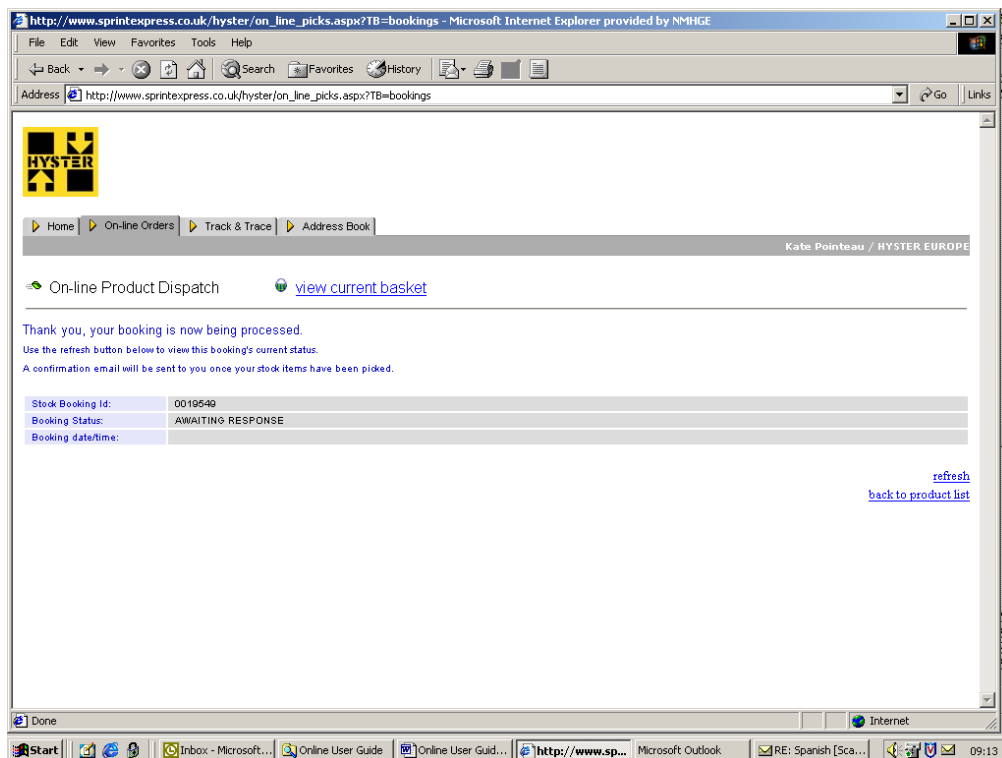 http://www.sprintexpress.co.uk/hyster/on_line_picks.aspx?TB=bookings - Microsoft Internet Explorer provided by NMHGE
File Edit View Favorites Tools Help
Back Search Favorites History
Address http://www.sprintexpress.co.uk/hyster/on_line_picks.aspx?TB=bookings Go Links
HYSTER
Home On-line Orders Track & Trace Address Book
Kate Pointeau / HYSTER EUROPE
On-line Product Dispatch view current basket
Thank you, your booking is now being processed.
Use the refresh button below to view this booking's current status.
A confirmation email will be sent to you once your stock items have been picked.
Stock Booking Id: 0019549
Booking Status: AWAITING RESPONSE
Booking date/time:
refresh
back to product list
Done Internet
Start Inbox - Microsoft... Online User Guide Online User Guid... http://www.sp... Microsoft Outlook RE: Spanish [Sca... 09:13